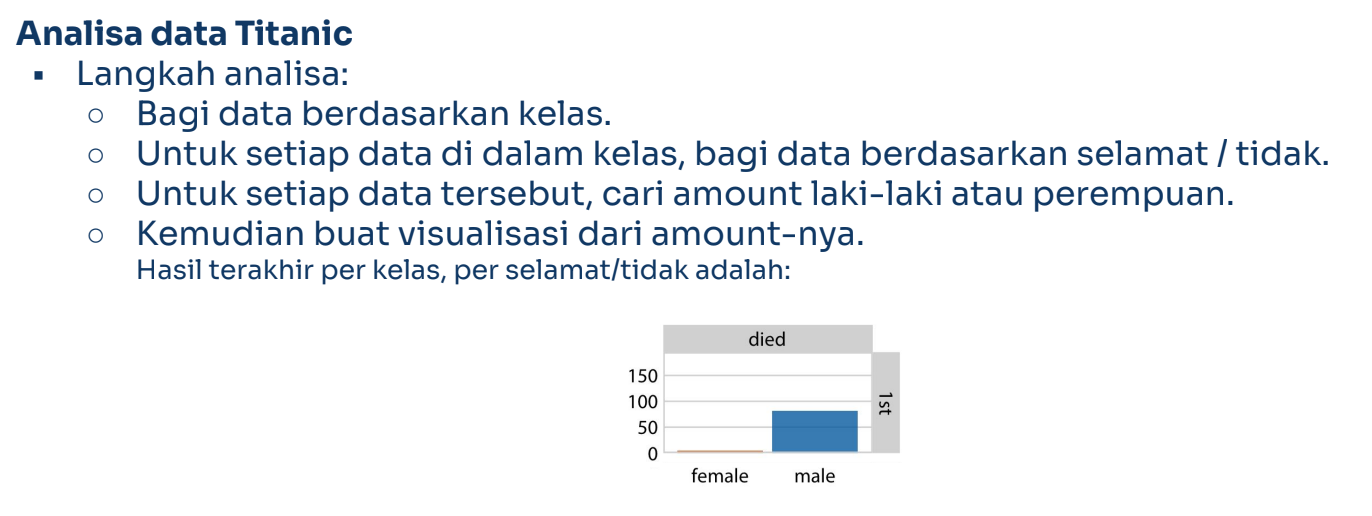 Analisa data Titanic
▪ Langkah analisa:
○ Bagi data berdasarkan kelas.
○ Untuk setiap data di dalam kelas, bagi data berdasarkan selamat / tidak.
○ Untuk setiap data tersebut, cari amount laki-laki atau perempuan.
○ Kemudian buat visualisasi dari amount-nya.
Hasil terakhir per kelas, per selamat/tidak adalah:
died
150
100
50
0
1st
female male